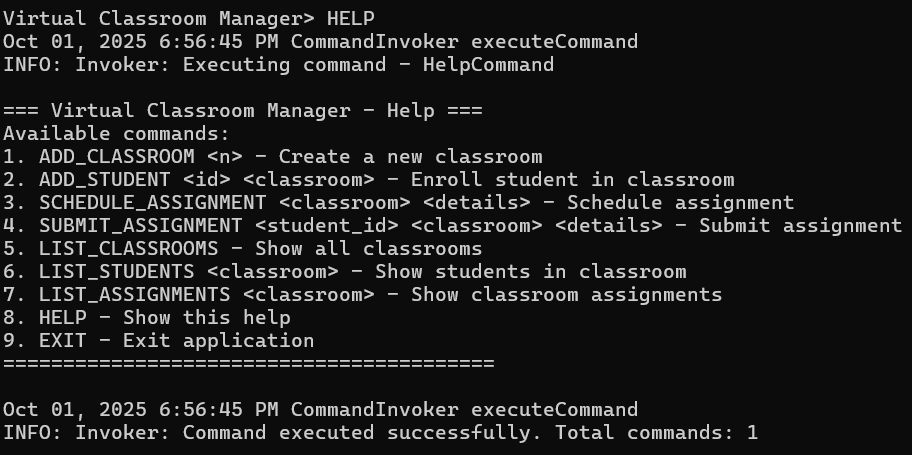 Virtual Classroom Manager> HELP
Oct 01, 2025 6:56:45 PM CommandInvoker executeCommand
INFO: Invoker: Executing command - HelpCommand
=== Virtual Classroom Manager - Help ===
Available commands:
1. ADD_CLASSROOM <n> - Create a new classroom
2. ADD_STUDENT <id> <classroom> - Enroll student in classroom
3. SCHEDULE_ASSIGNMENT <classroom> <details> - Schedule assignment
4. SUBMIT_ASSIGNMENT <student_id> <classroom> <details> - Submit assignment
5. LIST_CLASSROOMS - Show all classrooms
6. LIST_STUDENTS <classroom> - Show students in classroom
7. LIST_ASSIGNMENTS <classroom> - Show classroom assignments
8. HELP - Show this help
9. EXIT - Exit application
=========================================
Oct 01, 2025 6:56:45 PM CommandInvoker executeCommand
INFO: Invoker: Command executed successfully. Total commands: 1